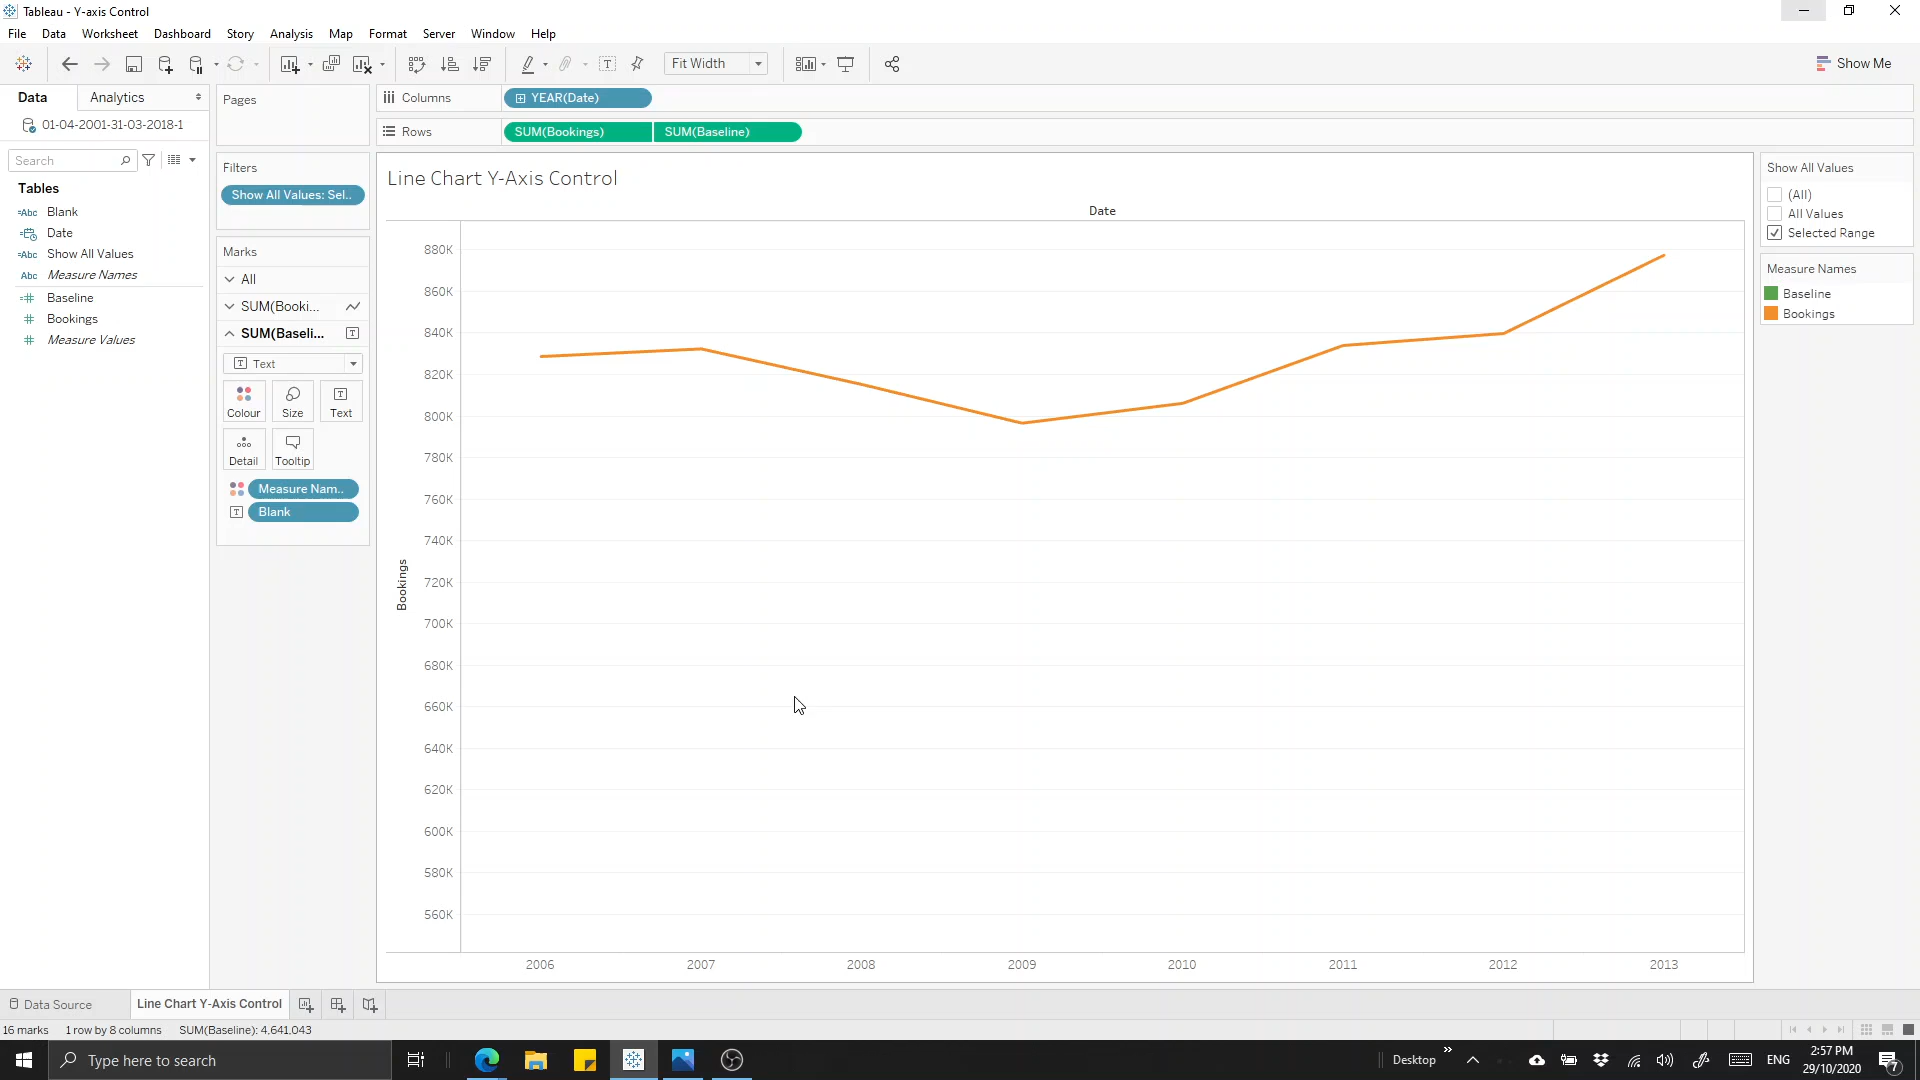 Tableau - Y-axis Control
File Data Worksheet Dashboard Story Analysis Map Format Server Window Help
Fit Width
Show Me
Data Analytics
01-04-2001-31-03-2018-1
Search
Tables
Abc Blank
Date
Abc Show All Values
Abc Measure Names
Baseline
Bookings
Measure Values
Pages
Filters
Show All Values: Sel..
Marks
All
SUM(Booki...
SUM(Baseli...
Text
Colour Size Text
Detail Tooltip
Measure Nam..
Blank
Columns YEAR(Date)
Rows SUM(Bookings) SUM(Baseline)
Line Chart Y-Axis Control
Date
Bookings
880K
860K
840K
820K
800K
780K
760K
740K
720K
700K
680K
660K
640K
620K
600K
580K
560K
2006 2007 2008 2009 2010 2011 2012 2013
Show All Values
(All)
All Values
Selected Range
Measure Names
Baseline
Bookings
Data Source Line Chart Y-Axis Control
16 marks 1 row by 8 columns SUM(Baseline): 4,641,043
Type here to search
Desktop
ENG
2:57 PM
29/10/2020
7